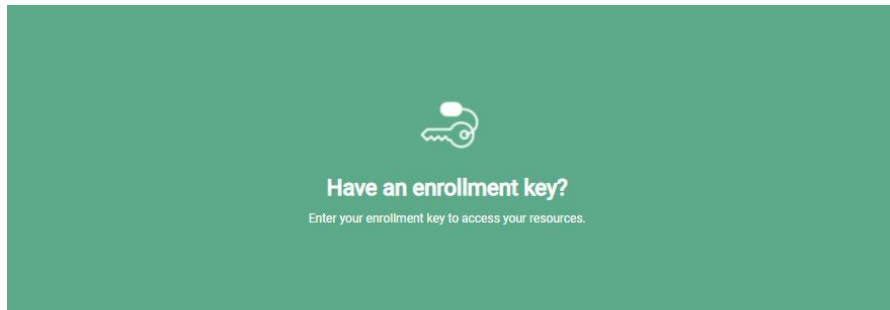 Have an enrollment key?
Enter your enrollment key to access your resources.